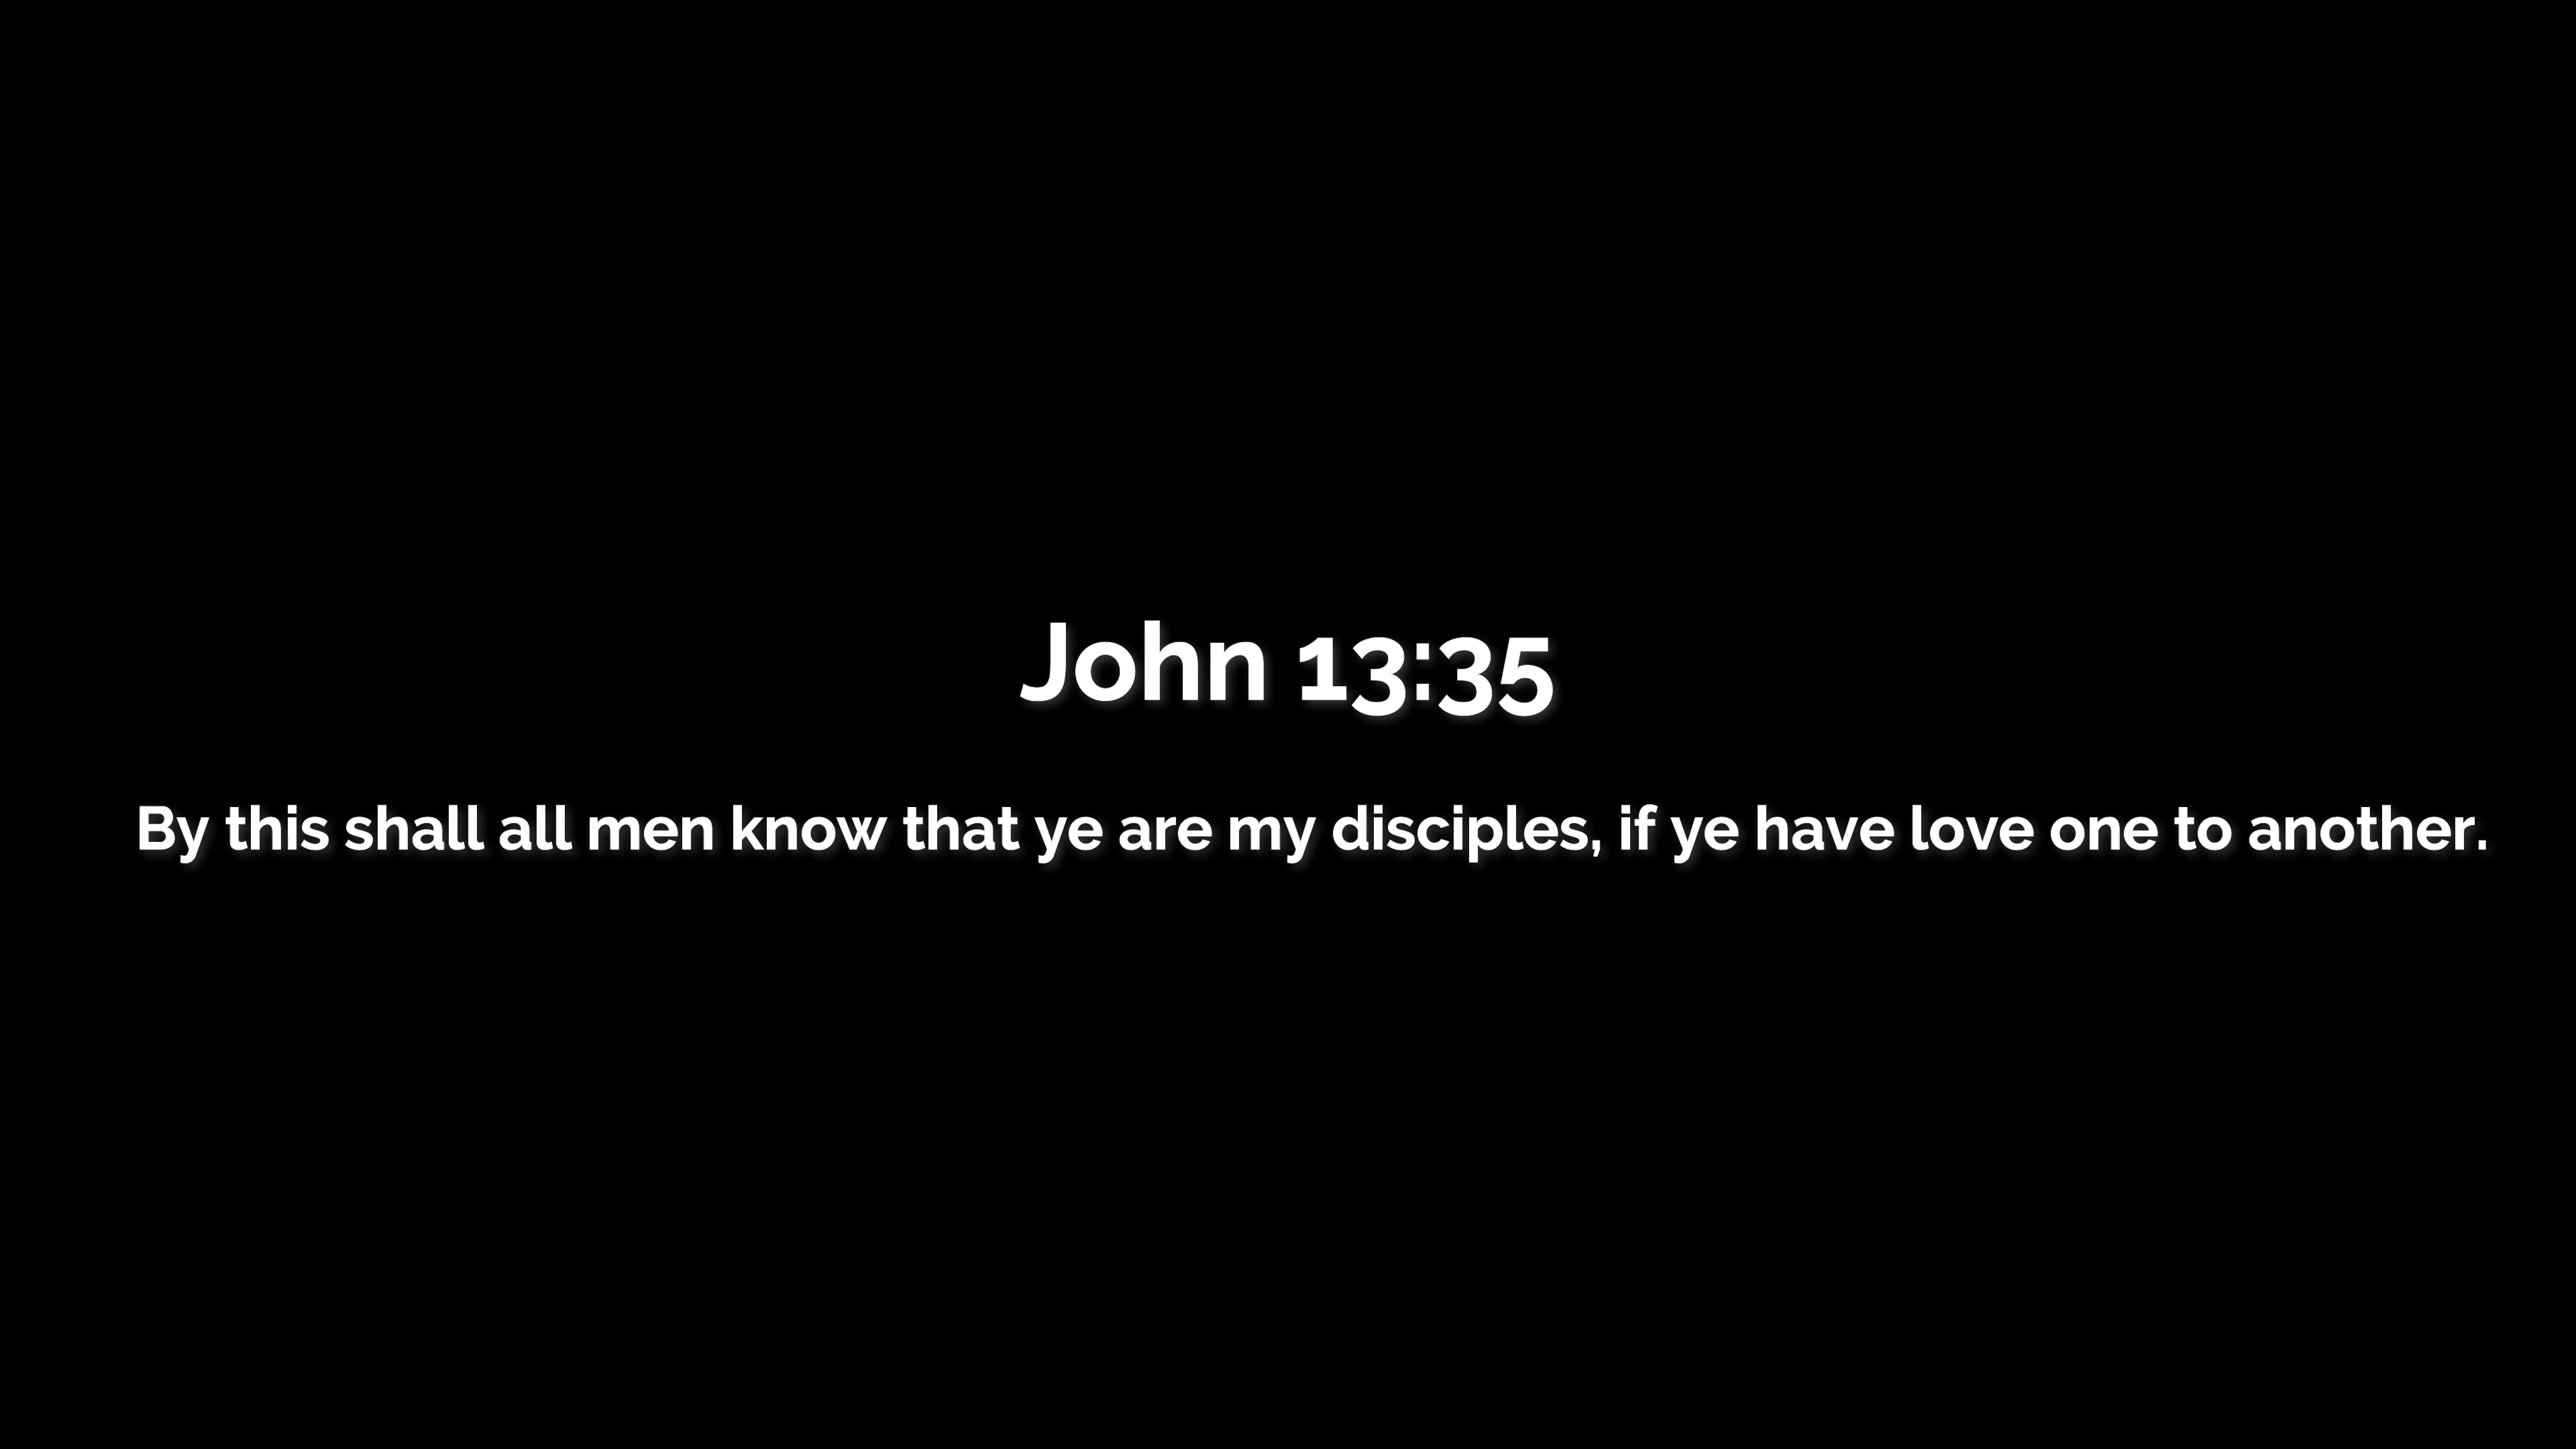 John 13:35
By this shall all men know that ye are my disciples, if ye have love one to another.